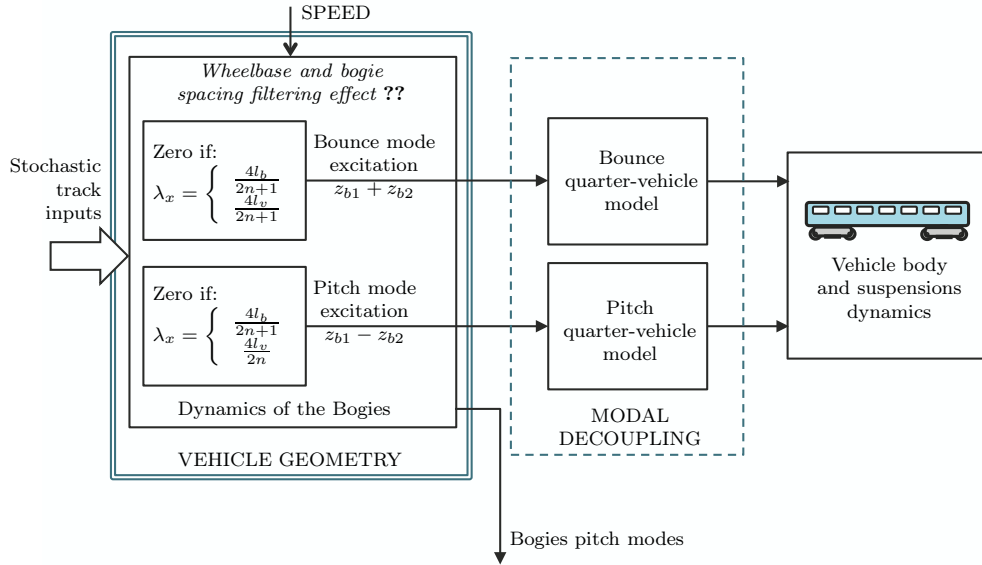 SPEED
Wheelbase and bogie
spacing filtering effect ??
Stochastic
track
inputs
Zero if:
λx = { 4lb/2n+1
4lv/2n+1
Bounce mode
excitation
zb1 + zb2
Zero if:
λx = { 4lb/2n+1
4lv/2n
Pitch mode
excitation
zb1 − zb2
Dynamics of the Bogies
VEHICLE GEOMETRY
Bounce
quarter-vehicle
model
Pitch
quarter-vehicle
model
MODAL
DECOUPLING
Vehicle body
and suspensions
dynamics
Bogies pitch modes